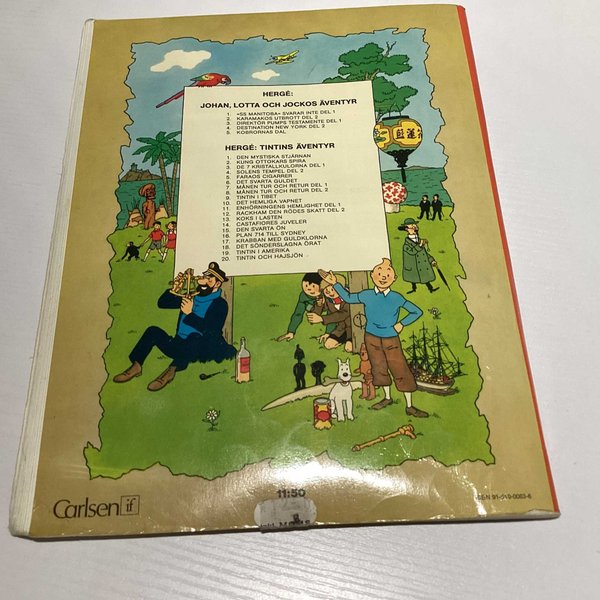 HERGÉ:
JOHAN, LOTTA OCH JOCKOS ÄVENTYR
1. «SS MANITOBA» SVARAR INTE DEL 1
2. KARAMAKOS UTBROTT DEL 2
3. DIREKTÖR PUMPS TESTAMENTE DEL 1
4. DESTINATION NEW YORK DEL 2
5. KOBRORNAS DAL
HERGÉ: TINTINS ÄVENTYR
1. DEN MYSTISKA STJÄRNAN
2. KUNG OTTOKARS SPIRA
3. DE 7 KRISTALLKULORNA DEL 1
4. SOLENS TEMPEL DEL 2
5. FARAOS CIGARRER
6. DET SVARTA GULDET
7. MÅNEN TUR OCH RETUR DEL 1
8. MÅNEN TUR OCH RETUR DEL 2
9. TINTIN I TIBET
10. DET HEMLIGA VAPNET
11. ENHÖRNINGENS HEMLIGHET DEL 1
12. RACKHAM DEN RÖDES SKATT DEL 2
13. KOKS I LASTEN
14. CASTAFIORES JUVELER
15. DEN SVARTA ÖN
16. PLAN 714 TILL SYDNEY
17. KRABBAN MED GULDKLORNA
18. DET SÖNDERSLAGNA ÖRAT
19. TINTIN I AMERIKA
20. TINTIN OCH HAJSJÖN
Carlsen if
11:50
ISBN 91-510-0083-6